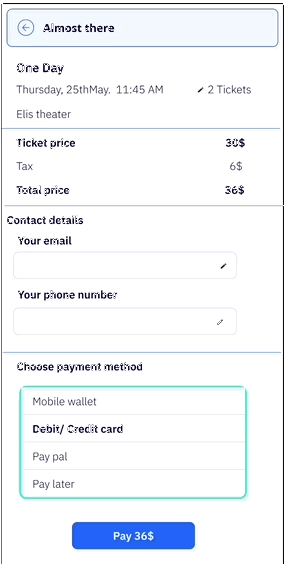 Almost there
One Day
Thursday, 25thMay. 11:45 AM 2 Tickets
Elis theater
Ticket price 30$
Tax 6$
Total price 36$
Contact details
Your email
Your phone number
Choose payment method
Mobile wallet
Debit/ Credit card
Pay pal
Pay later
Pay 36$